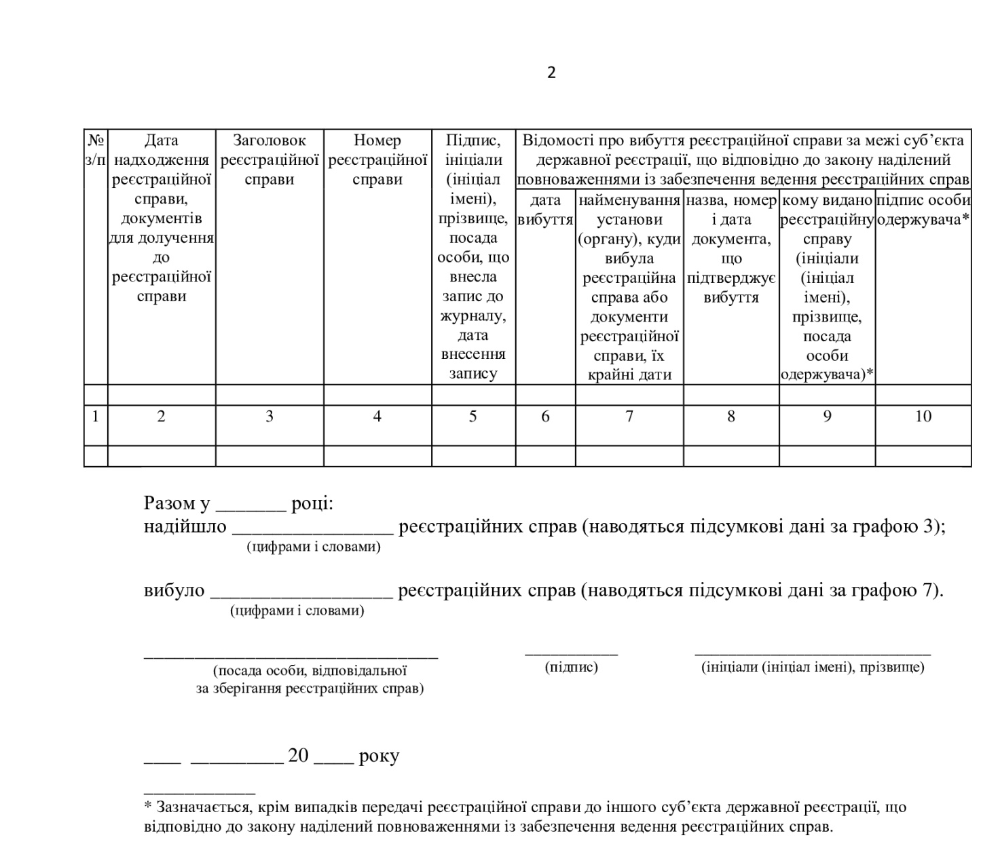 2
№
з/п
Дата
надходження
реєстраційної
справи,
документів
для долучення
до
реєстраційної
справи
Заголовок
реєстраційної
справи
Номер
реєстраційної
справи
Підпис,
ініціали
(ініціал
імені),
прізвище,
посада
особи, що
внесла
запис до
журналу,
дата
внесення
запису
Відомості про вибуття реєстраційної справи за межі суб’єкта
державної реєстрації, що відповідно до закону наділений
повноваженнями із забезпечення ведення реєстраційних справ
дата
вибуття
найменування
установи
(органу), куди
вибула
реєстраційна
справа або
документи
реєстраційної
справи, їх
крайні дати
назва, номер
і дата
документа,
що
підтверджує
вибуття
кому видано
реєстраційну
справу
(ініціали
(ініціал
імені),
прізвище,
посада
особи
одержувача)*
підпис особи
одержувача*
1 2 3 4 5 6 7 8 9 10
Разом у _______ році:
надійшло ________________ реєстраційних справ (наводяться підсумкові дані за графою 3);
(цифрами і словами)
вибуло __________________ реєстраційних справ (наводяться підсумкові дані за графою 7).
(цифрами і словами)
_____________________________ ___________ ____________________________
(посада особи, відповідальної
за зберігання реєстраційних справ)
(підпис)
(ініціали (ініціал імені), прізвище)
____ __________ 20 ____ року
___________
* Зазначається, крім випадків передачі реєстраційної справи до іншого суб’єкта державної реєстрації, що
відповідно до закону наділений повноваженнями із забезпечення ведення реєстраційних справ.